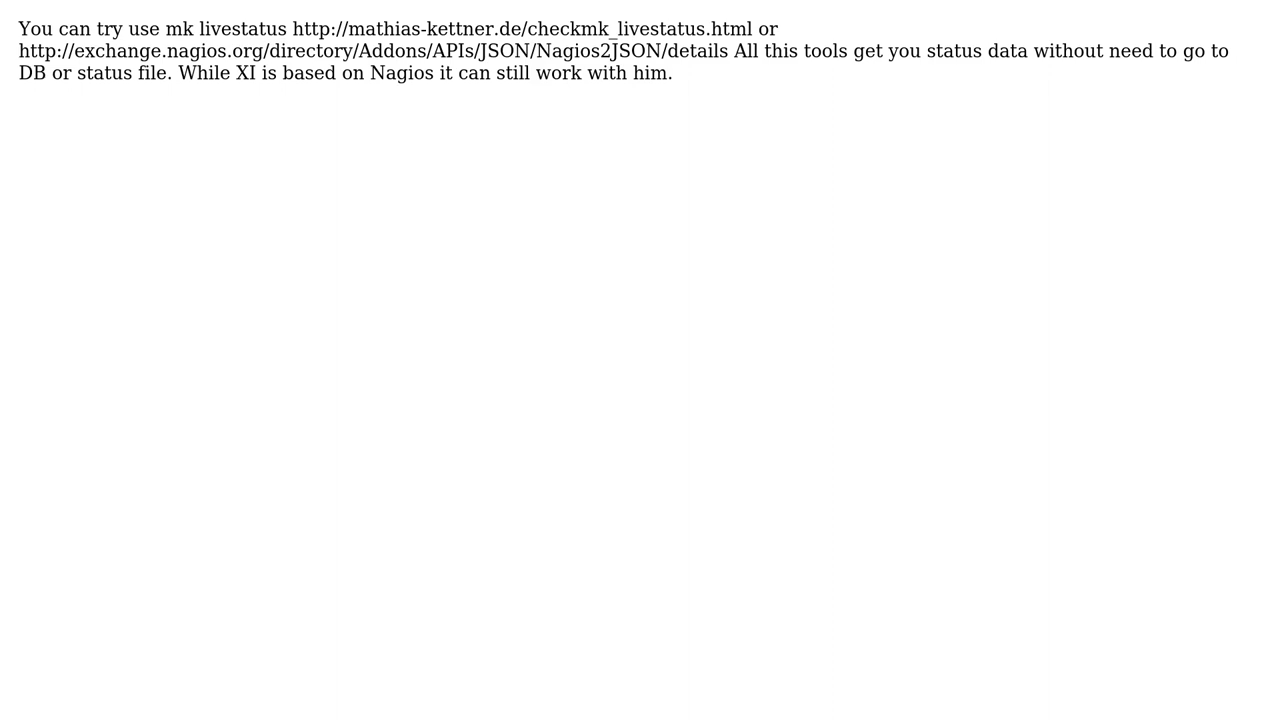 You can try use mk livestatus http://mathias-kettner.de/checkmk_livestatus.html or
http://exchange.nagios.org/directory/Addons/APIs/JSON/Nagios2JSON/details All this tools get you status data without need to go to
DB or status file. While XI is based on Nagios it can still work with him.